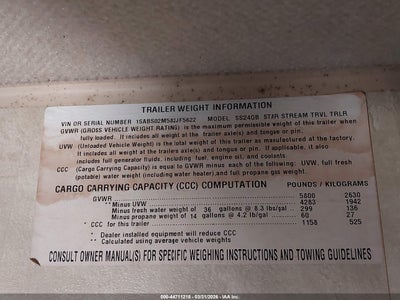 TRAILER WEIGHT INFORMATION
VIN OR SERIAL NUMBER 1SABS02M58JJF5622 MODEL: SS240B STAR STREAM TRVL TRLR
GVWR (GROSS VEHICLE WEIGHT RATING) is the maximum permissible weight of this trailer when
fully loaded. It includes all weight at the trailer axle(s) and tongue or pin.
UVW (Unloaded Vehicle Weight) is the total weight of this trailer as manufactured at the factory.
It includes all weight at the trailer axle(s) and tongue or pin. If applicable, it also
includes full generator fluids, including fuel, engine oil, and coolants
CCC (Cargo Carrying Capacity) is equal to GVWR minus each of the following: UVW, full fresh
(potable) water weight (including water heater) and full propane gas weight.
CARGO CARRYING CAPACITY (CCC) COMPUTATION POUNDS / KILOGRAMS
GVWR 5800 2630
**Minus UVW 4283 1942
Minus fresh water weight of 36 gallons @ 8.3 lbs/gal 299 136
Minus propane weight of 14 gallons @ 4.2 lb/gal 60 27
* CCC for this trailer 1158 525
* Dealer installed equipment will reduce CCC
** Calculated using average vehicle weights
CONSULT OWNER MANUAL(S) FOR SPECIFIC WEIGHING INSTRUCTIONS AND TOWING GUIDELINES
000-44711216 - 03/31/2026 - IAA Inc.